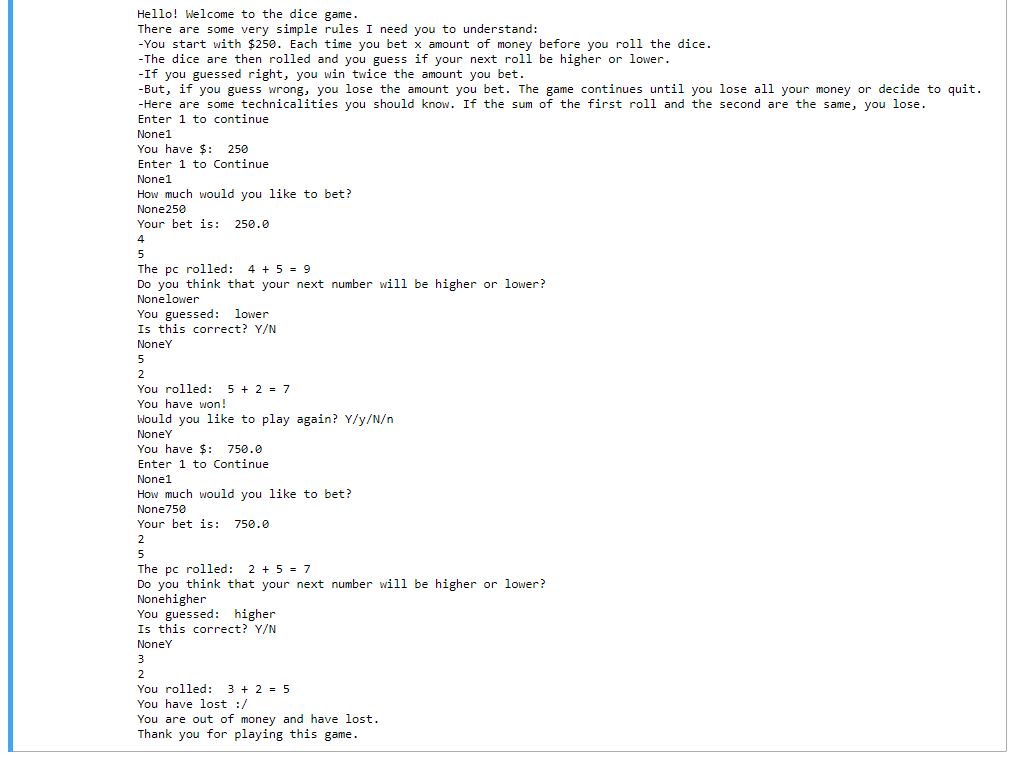 Hello! Welcome to the dice game.
There are some very simple rules I need you to understand:
-You start with $250. Each time you bet x amount of money before you roll the dice.
-The dice are then rolled and you guess if your next roll be higher or lower.
-If you guessed right, you win twice the amount you bet.
-But, if you guess wrong, you lose the amount you bet. The game continues until you lose all your money or decide to quit.
-Here are some technicalities you should know. If the sum of the first roll and the second are the same, you lose.
Enter 1 to continue
None1
You have $:  250
Enter 1 to Continue
None1
How much would you like to bet?
None250
Your bet is:  250.0
4
5
The pc rolled:  4 + 5 = 9
Do you think that your next number will be higher or lower?
Nonelower
You guessed:  lower
Is this correct? Y/N
NoneY
5
2
You rolled:  5 + 2 = 7
You have won!
Would you like to play again? Y/y/N/n
NoneY
You have $:  750.0
Enter 1 to Continue
None1
How much would you like to bet?
None750
Your bet is:  750.0
2
5
The pc rolled:  2 + 5 = 7
Do you think that your next number will be higher or lower?
Nonehigher
You guessed:  higher
Is this correct? Y/N
NoneY
3
2
You rolled:  3 + 2 = 5
You have lost :/
You are out of money and have lost.
Thank you for playing this game.